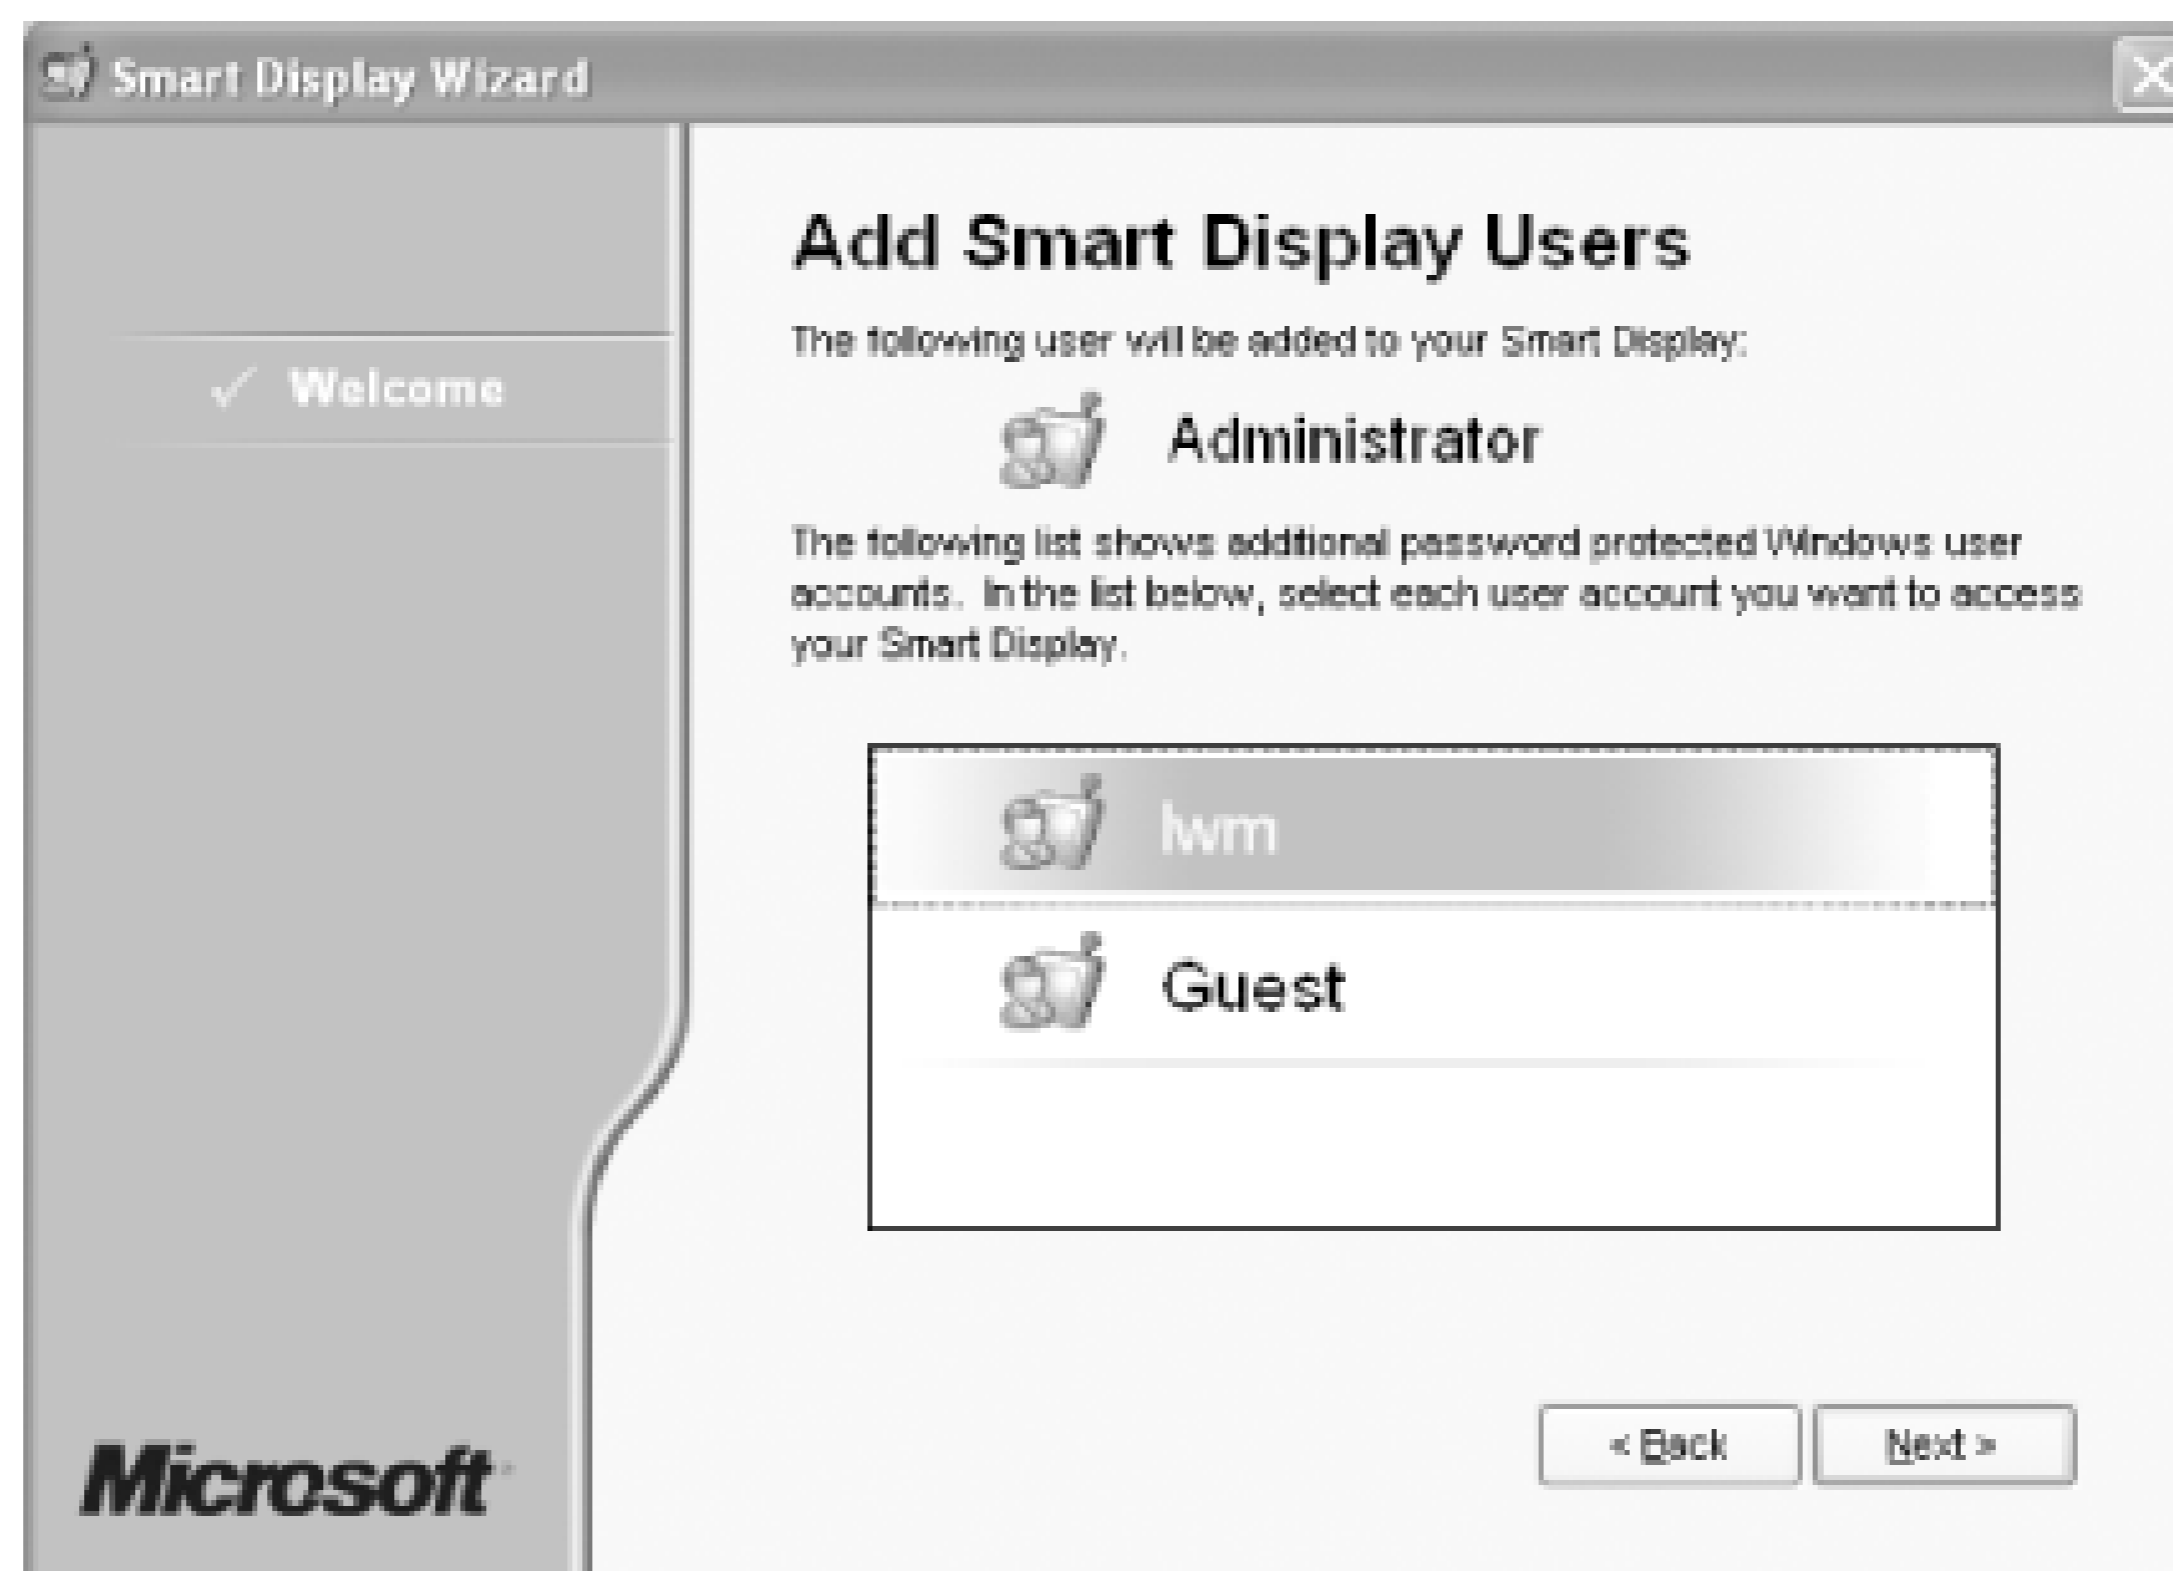 Smart Display Wizard
Welcome
Add Smart Display Users
The following user will be added to your Smart Display:
Administrator
The following list shows additional password protected Windows user
accounts. In the list below, select each user account you want to access
your Smart Display.
lwm
Guest
< Back
Next >
Microsoft